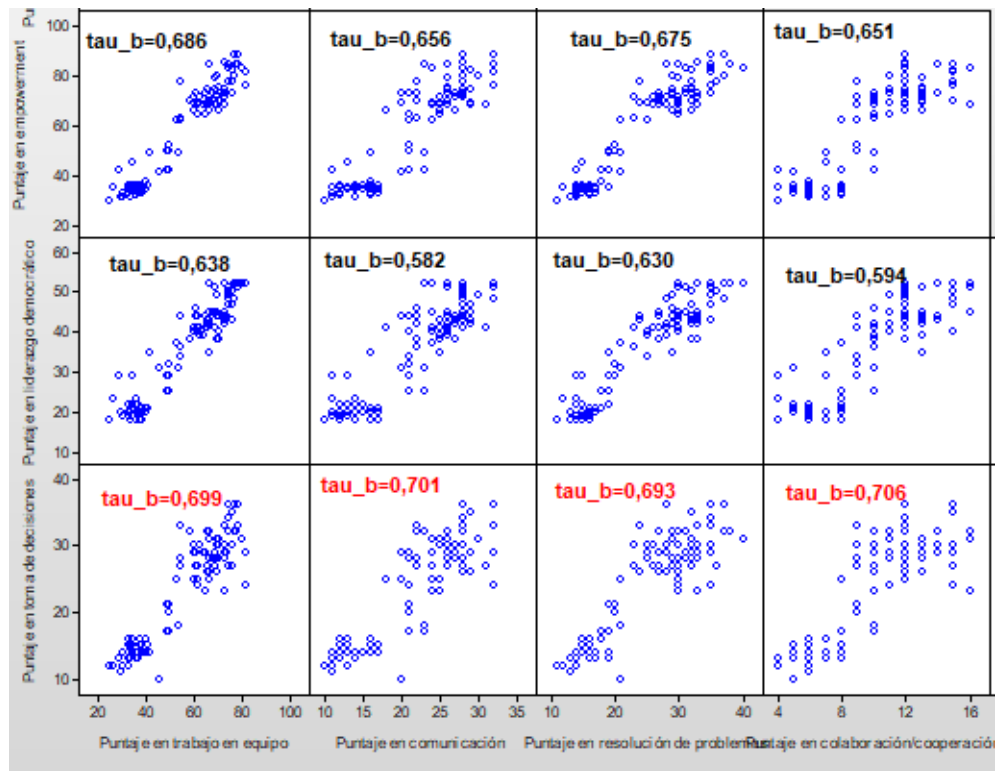 Pu
100
80
60
40
20
Puntaje en empowerment
tau_b=0,686
tau_b=0,656
tau_b=0,675
tau_b=0,651
60
50
40
30
20
10
Puntaje en liderazgo democrático
tau_b=0,638
tau_b=0,582
tau_b=0,630
tau_b=0,594
40
30
20
10
Puntaje en toma de decisiones
tau_b=0,699
tau_b=0,701
tau_b=0,693
tau_b=0,706
20 40 60 80 100 10 15 20 25 30 35 10 20 30 40 4 8 12 16
Puntaje en trabajo en equipo Puntaje en comunicación Puntaje en resolución de problemas Puntaje en colaboración/cooperación